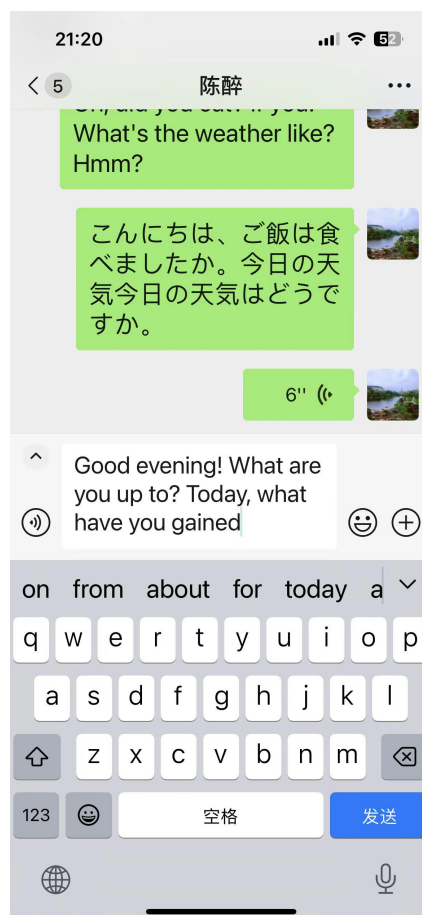 21:20
52
5
陈醉
What's the weather like?
Hmm?
こんにちは、ご飯は食
べましたか。今日の天
気今日の天気はどうで
すか。
6''
Good evening! What are
you up to? Today, what
have you gained
on from about for today a
q w e r t y u i o p
a s d f g h j k l
z x c v b n m
123 空格 发送